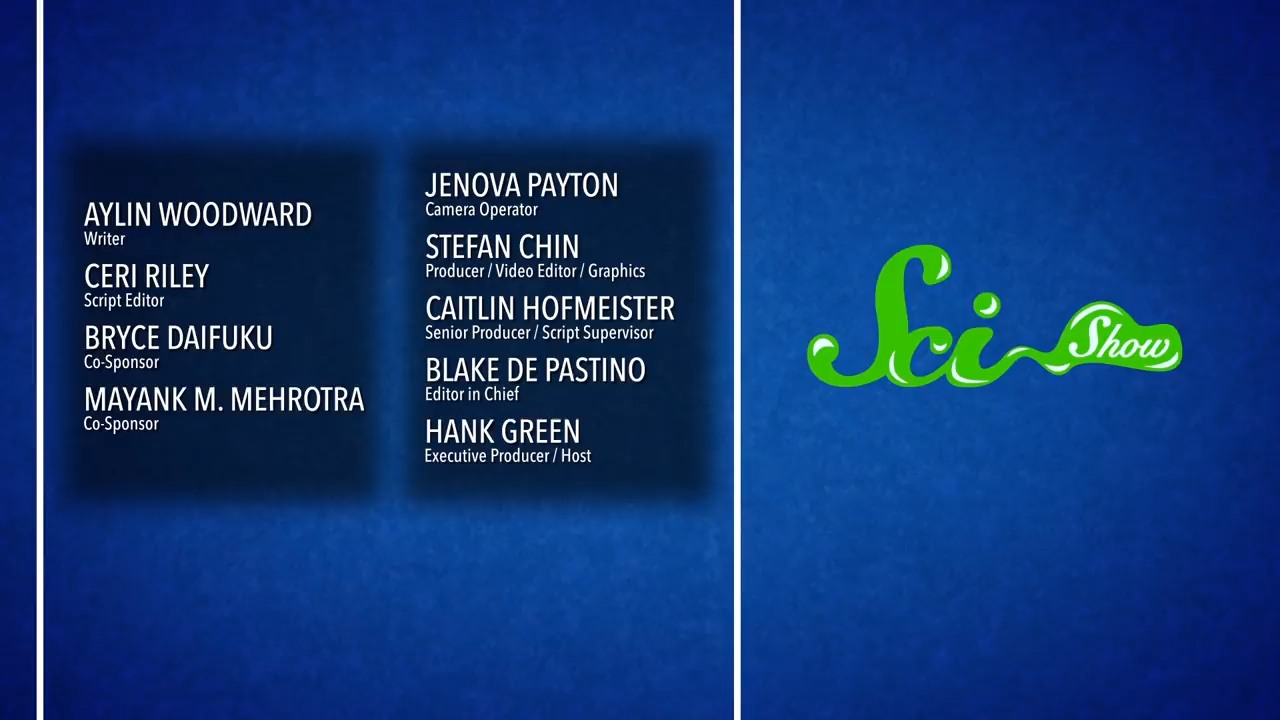 AYLIN WOODWARD
Writer
CERI RILEY
Script Editor
BRYCE DAIFUKU
Co-Sponsor
MAYANK M. MEHROTRA
Co-Sponsor
JENOVA PAYTON
Camera Operator
STEFAN CHIN
Producer / Video Editor / Graphics
CAITLIN HOFMEISTER
Senior Producer / Script Supervisor
BLAKE DE PASTINO
Editor in Chief
HANK GREEN
Executive Producer / Host
Sci Show